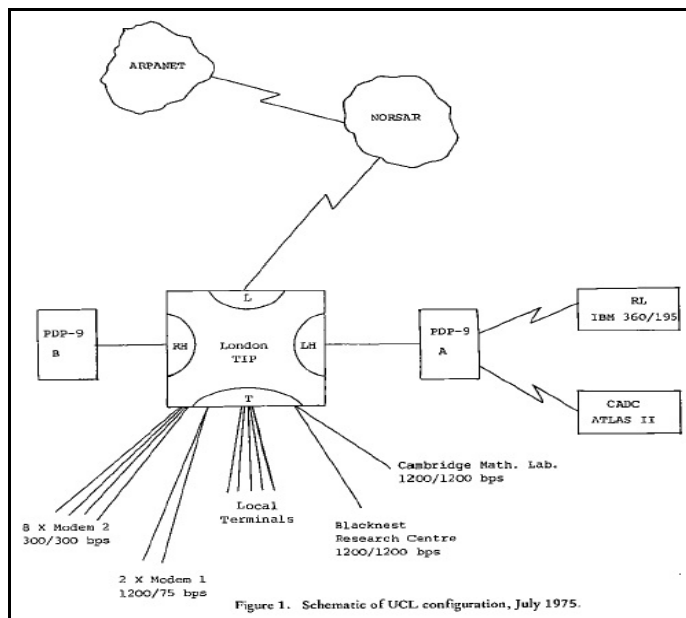 ARPANET
NORSAR
L
PDP-9
B
RH
London
TIP
LH
PDP-9
A
RL
IBM 360/195
CADC
ATLAS II
T
Cambridge Math. Lab.
1200/1200 bps
Local
Terminals
Blacknest
Research Centre
1200/1200 bps
8 X Modem 2
300/300 bps
2 X Modem 1
1200/75 bps
Figure 1. Schematic of UCL configuration, July 1975.